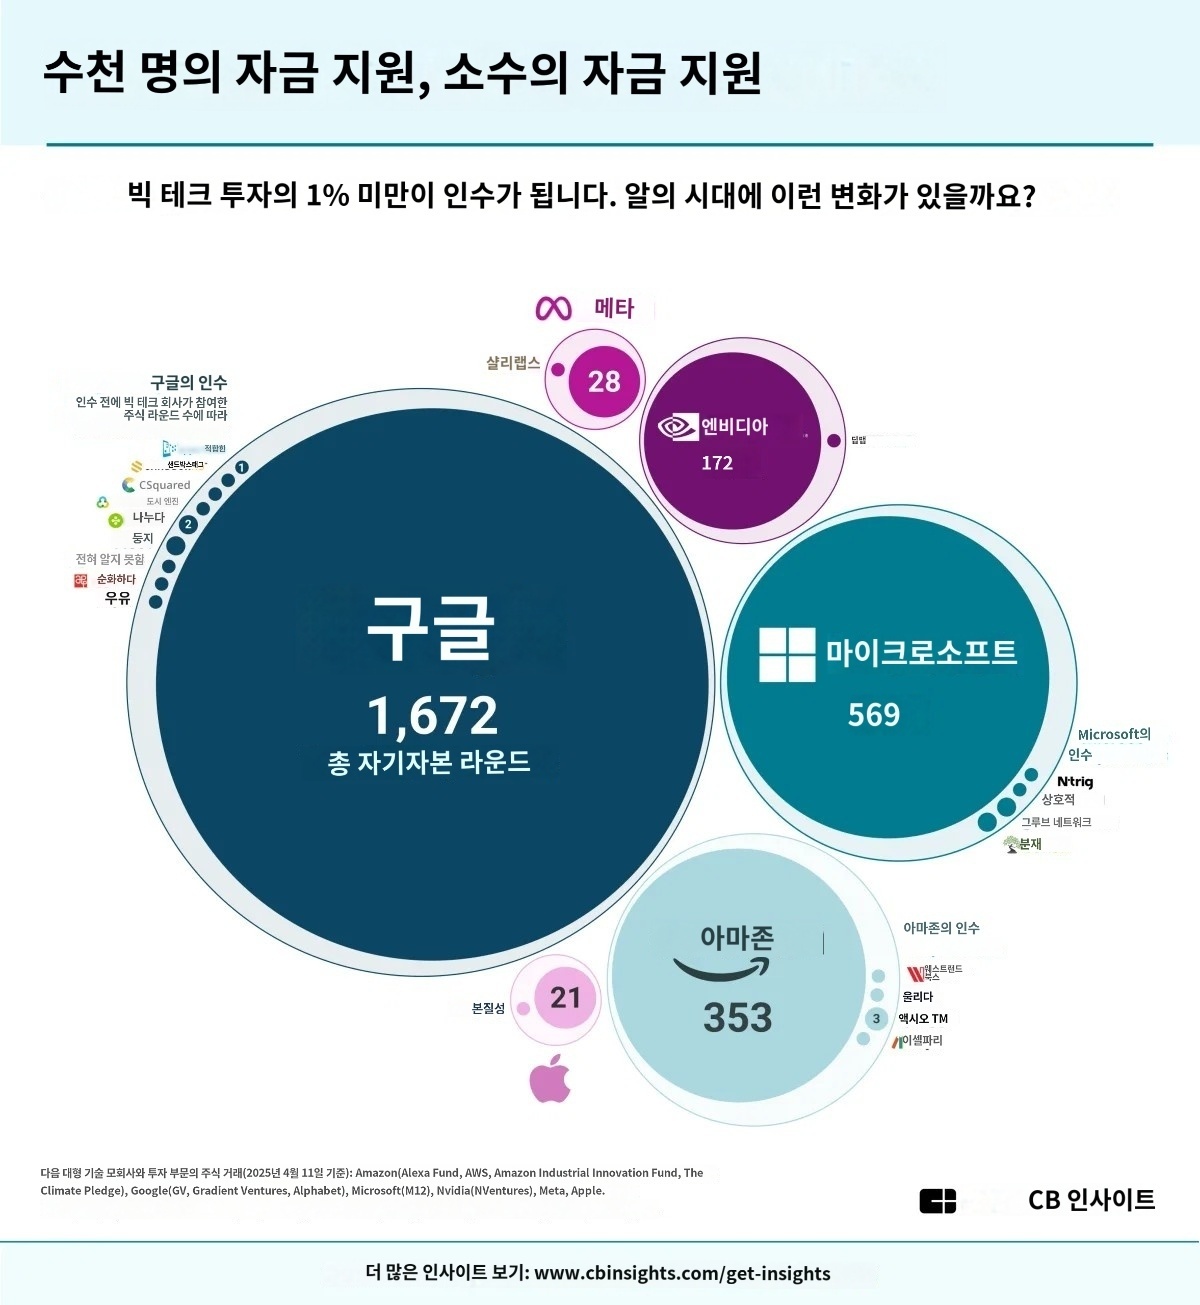 수천 명의 자금 지원, 소수의 자금 지원
빅 테크 투자의 1% 미만이 인수가 됩니다. 알의 시대에 이런 변화가 있을까요?
메타
샬리랩스
28
엔비디아
172
딥맵
구글의 인수
인수 전에 빅 테크 회사가 참여한
주식 라운드 수에 따라
적합한
샌드박스매그
CSquared
도시 엔진
나누다
둥지
전혀 알지 못함
순화하다
우유
1
2
구글
1,672
총 자기자본 라운드
마이크로소프트
569
Microsoft의
인수
N-trig
상호적
그루브 네트워크
분재
아마존
353
아마존의 인수
웨스트랜드
북스
울리다
3
액시오 TM
이셀파리
본질성
21
다음 대형 기술 모회사와 투자 부문의 주식 거래(2025년 4월 11일 기준): Amazon(Alexa Fund, AWS, Amazon Industrial Innovation Fund, The
Climate Pledge), Google(GV, Gradient Ventures, Alphabet), Microsoft(M12), Nvidia(NVentures), Meta, Apple.
CB 인사이트
더 많은 인사이트 보기: www.cbinsights.com/get-insights